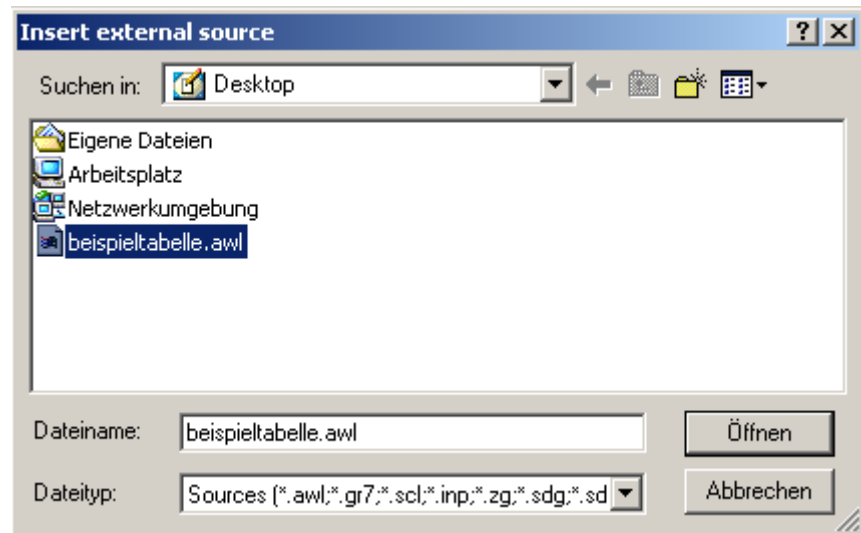 Insert external source
Suchen in: Desktop
Eigene Dateien
Arbeitsplatz
Netzwerkumgebung
beispieltabelle.awl
Dateiname: beispieltabelle.awl Öffnen
Dateityp: Sources (*.awl;*.gr7;*.scl;*.inp;*.zg;*.sdg;*.sd Abbrechen